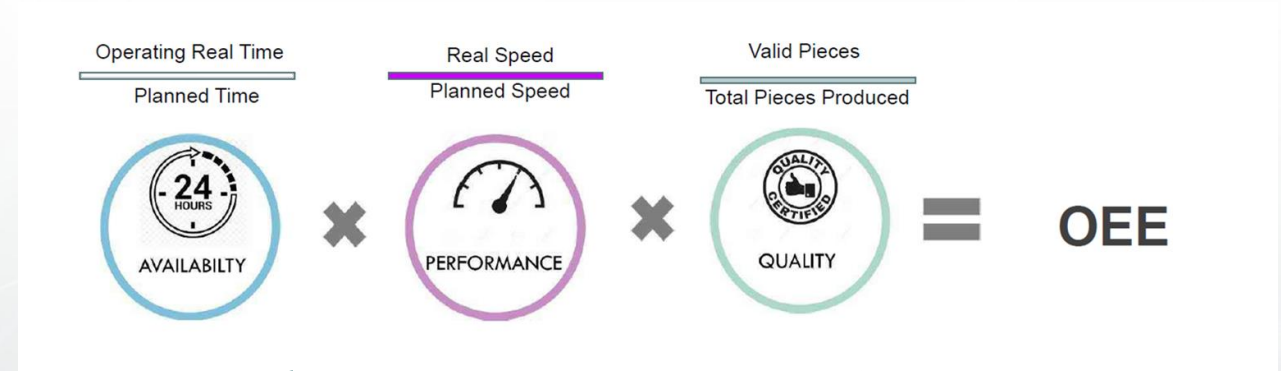 Operating Real Time
Planned Time
Real Speed
Planned Speed
Valid Pieces
Total Pieces Produced
24
HOURS
AVAILABILTY
PERFORMANCE
QUALITY
CERTIFIED
QUALITY
OEE